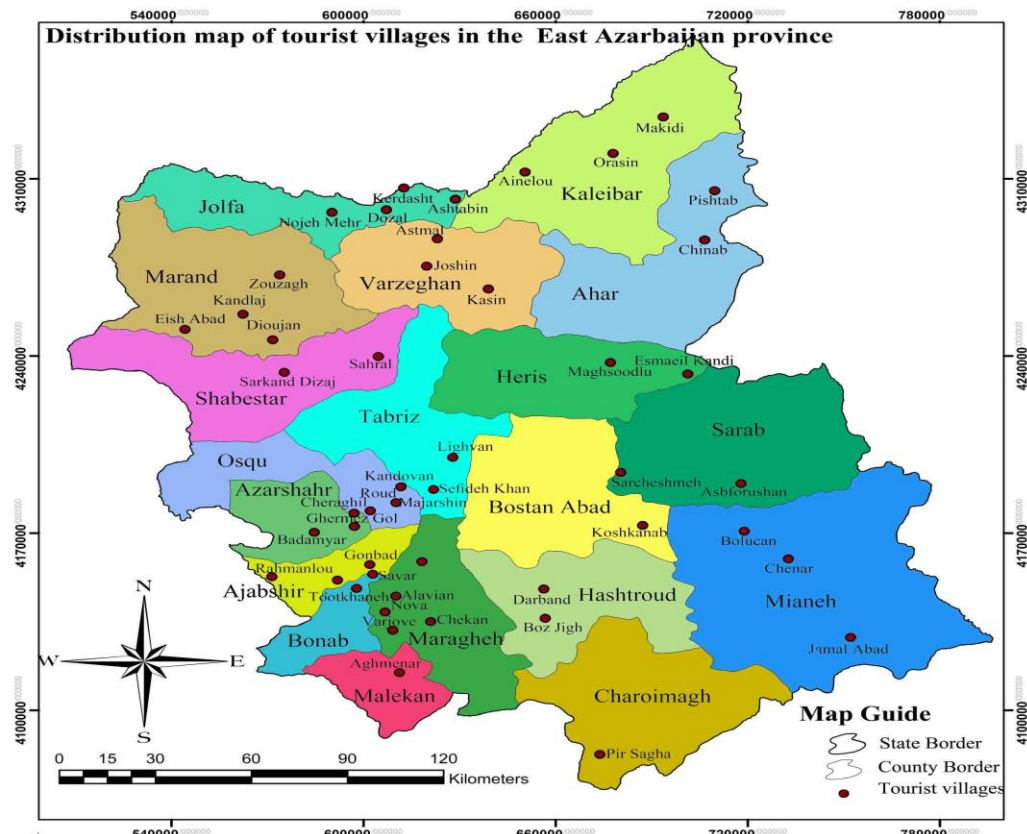 540000 600000 660000 720000 780000
Distribution map of tourist villages in the East Azarbaijan province
Makidi
Orasin
Ainelou
Kaleibar
4310000
4310000
Pishtab
Jolfa
Kerdasht
Ashtabin
Nojeh Mehr
Dozal
Astmal
Chinab
Marand
Joshin
Zouzagh
Varzeghan
Kasin
Ahar
Kandlaj
Eish Abad
Dioujan
4240000
4240000
Sahral
Esmaeil Kandi
Maghsoodlu
Sarkand Dizaj
Heris
Shabestar
Tabriz
Sarab
Lighvan
Osqu
Kandovan
Sarcheshmeh
Sefideh Khan
Asbforushan
Azarshahr
Roud
Majarshin
Cheraghil
Bostan Abad
Ghermez Gol
Koshkanab
4170000
4170000
Badamyar
Bolucan
Gonbad
Chenar
Rahmanlou
Savar
Ajabshir
Tootkhaneh
Alavian
Darband
Hashtroud
Mianeh
Nova
Varjove
Chekan
Boz Jigh
Bonab
Maragheh
Jamal Abad
N
W E
S
Aghmenar
Malekan
Charoimagh
4100000
4100000
Map Guide
State Border
County Border
Tourist villages
Pir Sagha
0 15 30 60 90 120
Kilometers
540000 600000 660000 720000 780000